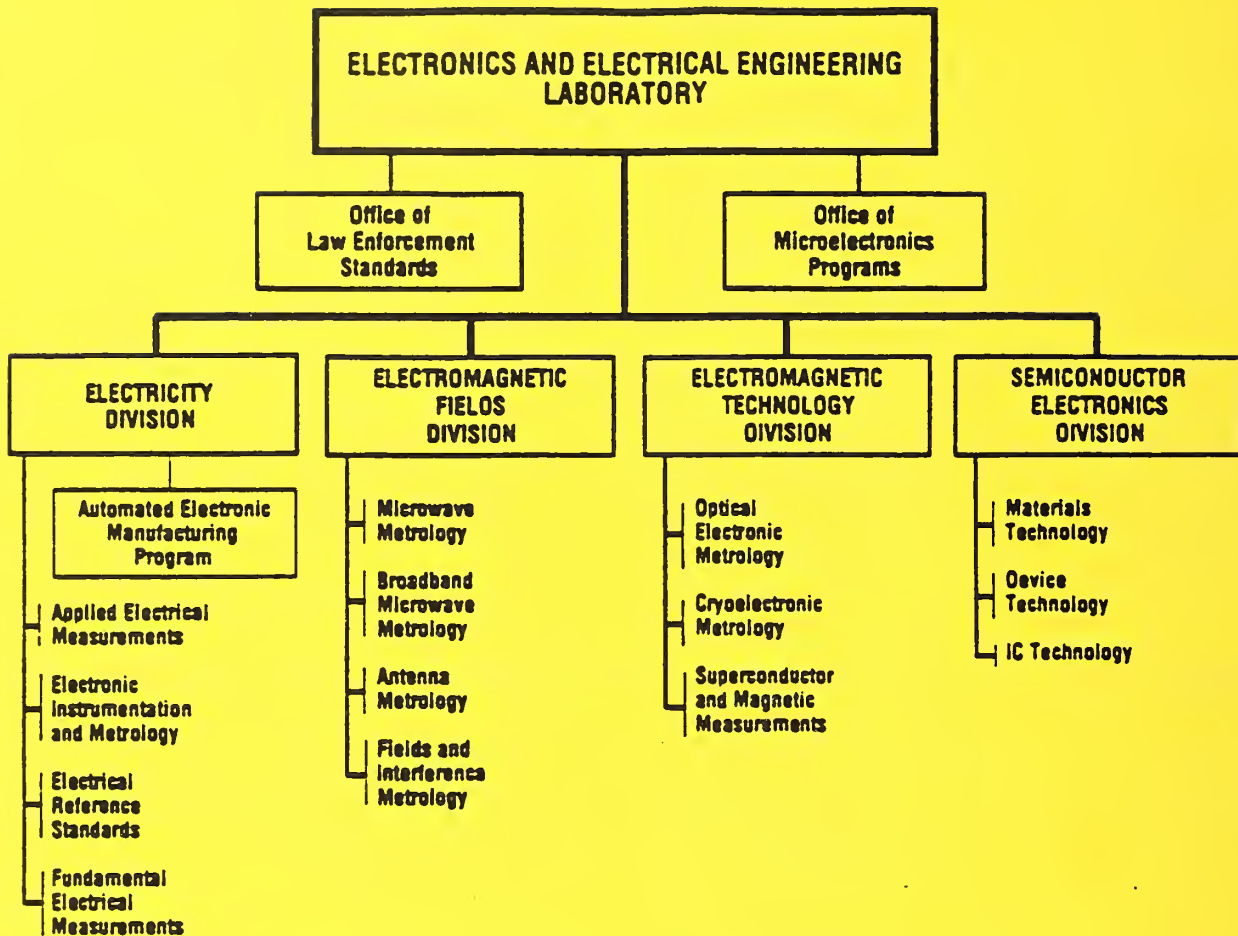 ELECTRONICS AND ELECTRICAL ENGINEERING
LABORATORY
Office of
Law Enforcement
Standards
Office of
Microelectronics
Programs
ELECTRICITY
DIVISION
Automated Electronic
Manufacturing
Program
Applied Electrical
Measurements
Electronic
Instrumentation
and Metrology
Electrical
Reference
Standards
Fundamental
Electrical
Measurements
ELECTROMAGNETIC
FIELOS
DIVISION
Microwave
Metrology
Broadband
Microwave
Metrology
Antenna
Metrology
Fields and
Interference
Metrology
ELECTROMAGNETIC
TECHNOLOGY
OIVISION
Optical
Electronic
Metrology
Cryoelectronic
Metrology
Superconductor
and Magnetic
Measurements
SEMICONDUCTOR
ELECTRONICS
OIVISION
Materials
Technology
Oevice
Technology
IC Technology